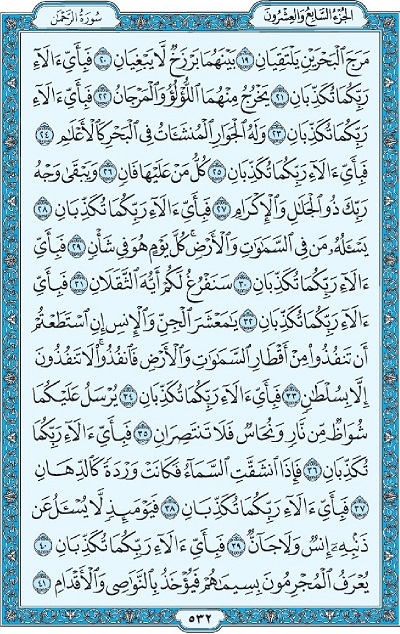 الجُزْءُ السَّابِعُ وَالعِشْرُونَ
سُورَةُ الرَّحْمٰن
مَرَجَ ٱلْبَحْرَيْنِ يَلْتَقِيَانِ ١٩ بَيْنَهُمَا بَرْزَخٌ لَّا يَبْغِيَانِ ٢٠ فَبِأَيِّ ءَالَآءِ
رَبِّكُمَا تُكَذِّبَانِ ٢١ يَخْرُجُ مِنْهُمَا ٱللُّؤْلُؤُ وَٱلْمَرْجَانُ ٢٢ فَبِأَيِّ ءَالَآءِ
رَبِّكُمَا تُكَذِّبَانِ ٢٣ وَلَهُ ٱلْجَوَارِ ٱلْمُنشَـَٔاتُ فِى ٱلْبَحْرِ كَٱلْأَعْلَٰمِ ٢٤
فَبِأَيِّ ءَالَآءِ رَبِّكُمَا تُكَذِّبَانِ ٢٥ كُلُّ مَنْ عَلَيْهَا فَانٍ ٢٦ وَيَبْقَىٰ وَجْهُ
رَبِّكَ ذُو ٱلْجَلَٰلِ وَٱلْإِكْرَامِ ٢٧ فَبِأَيِّ ءَالَآءِ رَبِّكُمَا تُكَذِّبَانِ ٢٨
يَسْـَٔلُهُۥ مَن فِى ٱلسَّمَٰوَٰتِ وَٱلْأَرْضِ ۚ كُلَّ يَوْمٍ هُوَ فِى شَأْنٍ ٢٩ فَبِأَيِّ
ءَالَآءِ رَبِّكُمَا تُكَذِّبَانِ ٣٠ سَنَفْرُغُ لَكُمْ أَيُّهَ ٱلثَّقَلَانِ ٣١ فَبِأَيِّ
ءَالَآءِ رَبِّكُمَا تُكَذِّبَانِ ٣٢ يَٰمَعْشَرَ ٱلْجِنِّ وَٱلْإِنسِ إِنِ ٱسْتَطَعْتُمْ
أَن تَنفُذُوا۟ مِنْ أَقْطَارِ ٱلسَّمَٰوَٰتِ وَٱلْأَرْضِ فَٱنفُذُوا۟ ۚ لَا تَنفُذُونَ
إِلَّا بِسُلْطَٰنٍ ٣٣ فَبِأَيِّ ءَالَآءِ رَبِّكُمَا تُكَذِّبَانِ ٣٤ يُرْسَلُ عَلَيْكُمَا
شُوَاظٌ مِّن نَّارٍ وَنُحَاسٌ فَلَا تَنتَصِرَانِ ٣٥ فَبِأَيِّ ءَالَآءِ رَبِّكُمَا
تُكَذِّبَانِ ٣٦ فَإِذَا ٱنشَقَّتِ ٱلسَّمَآءُ فَكَانَتْ وَرْدَةً كَٱلدِّهَانِ
٣٧ فَبِأَيِّ ءَالَآءِ رَبِّكُمَا تُكَذِّبَانِ ٣٨ فَيَوْمَئِذٍ لَّا يُسْـَٔلُ عَن
ذَنۢبِهِۦٓ إِنسٌ وَلَا جَآنٌّ ٣٩ فَبِأَيِّ ءَالَآءِ رَبِّكُمَا تُكَذِّبَانِ ٤٠
يُعْرَفُ ٱلْمُجْرِمُونَ بِسِيمَٰهُمْ فَيُؤْخَذُ بِٱلنَّوَٰصِى وَٱلْأَقْدَامِ ٤١
٥٣٢